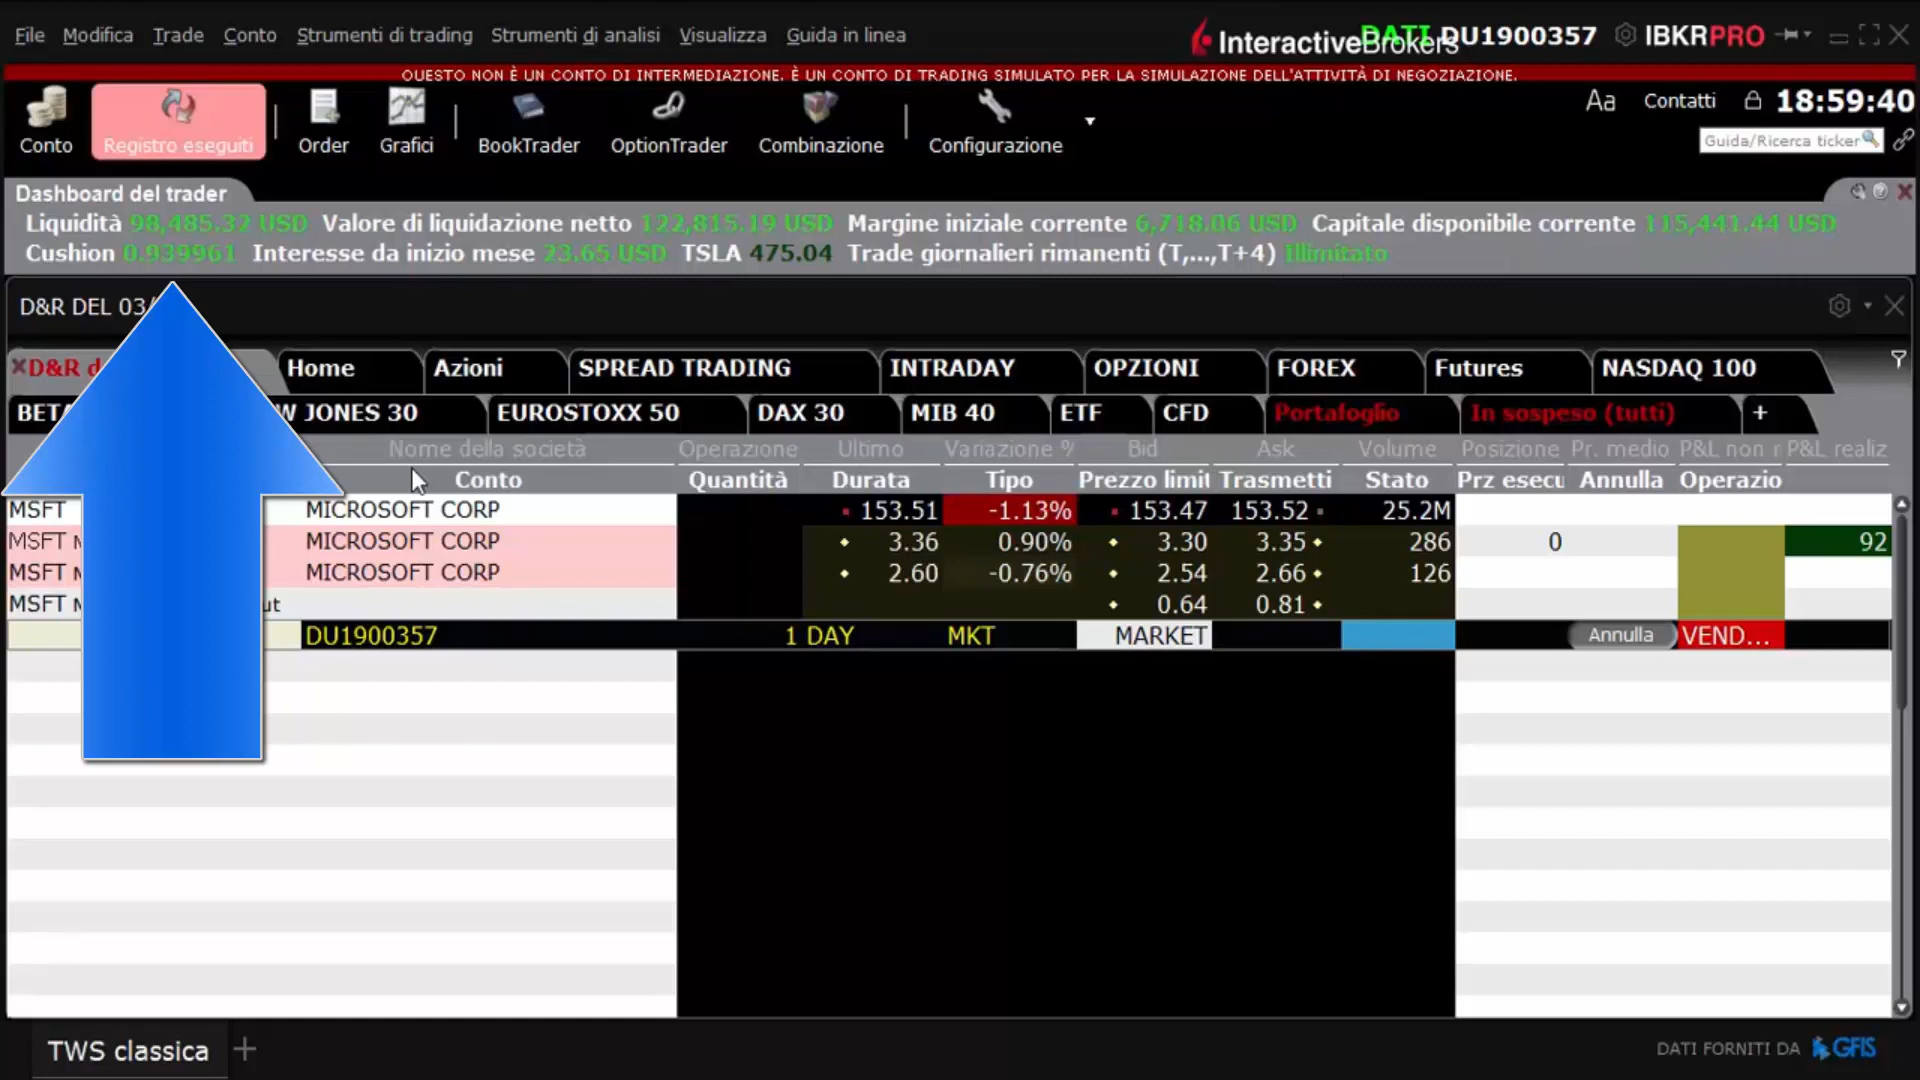 File Modifica Trade Conto Strumenti di trading Strumenti di analisi Visualizza Guida in linea
InteractiveBrokers DATI DU1900357 IBKRPRO
QUESTO NON È UN CONTO DI INTERMEDIAZIONE. È UN CONTO DI TRADING SIMULATO PER LA SIMULAZIONE DELL'ATTIVITÀ DI NEGOZIAZIONE.
Aa Contatti 18:59:40
Conto Registro eseguiti Order Grafici BookTrader OptionTrader Combinazione Configurazione
Guida/Ricerca ticker
Dashboard del trader
Liquidità 98,485.32 USD Valore di liquidazione netto 122,815.19 USD Margine iniziale corrente 6,718.06 USD Capitale disponibile corrente 115,441.44 USD
Cushion 0.939961 Interesse da inizio mese 23.65 USD TSLA 475.04 Trade giornalieri rimanenti (T,...,T+4) Illimitato
D&R DEL 03/
D&R d Home Azioni SPREAD TRADING INTRADAY OPZIONI FOREX Futures NASDAQ 100
BETA W JONES 30 EUROSTOXX 50 DAX 30 MIB 40 ETF CFD Portafoglio In sospeso (tutti) +
Nome della società Operazione Ultimo Variazione % Bid Ask Volume Posizione Pr. medio P&L non r P&L realiz
Conto Quantità Durata Tipo Prezzo limit Trasmetti Stato Prz esecu Annulla Operazio
MSFT MICROSOFT CORP 153.51 -1.13% 153.47 153.52 25.2M
MSFT MICROSOFT CORP 3.36 0.90% 3.30 3.35 286 0 92
MSFT MICROSOFT CORP 2.60 -0.76% 2.54 2.66 126
MSFT ut 0.64 0.81
DU1900357 1 DAY MKT MARKET Annulla VEND...
TWS classica +
DATI FORNITI DA GFIS